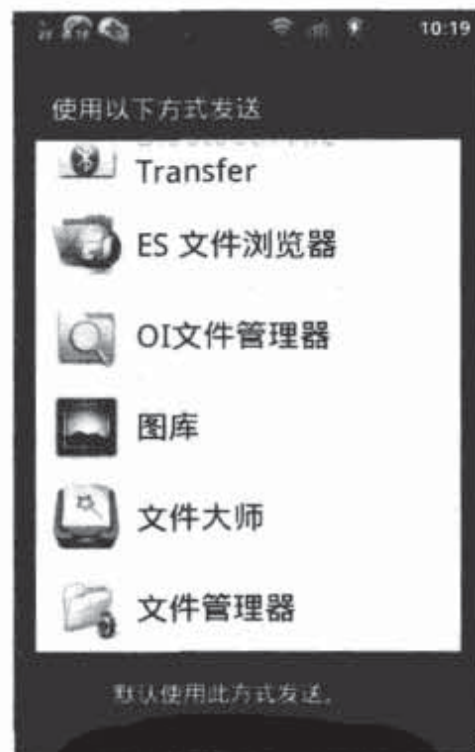 10:19
使用以下方式发送
Transfer
ES 文件浏览器
OI文件管理器
图库
文件大师
文件管理器
默认使用此方式发送。